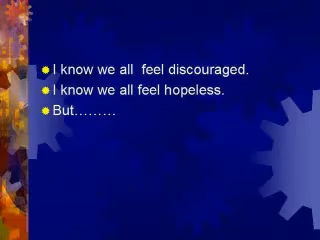 I know we all  feel discouraged.
I know we all feel hopeless.
But………